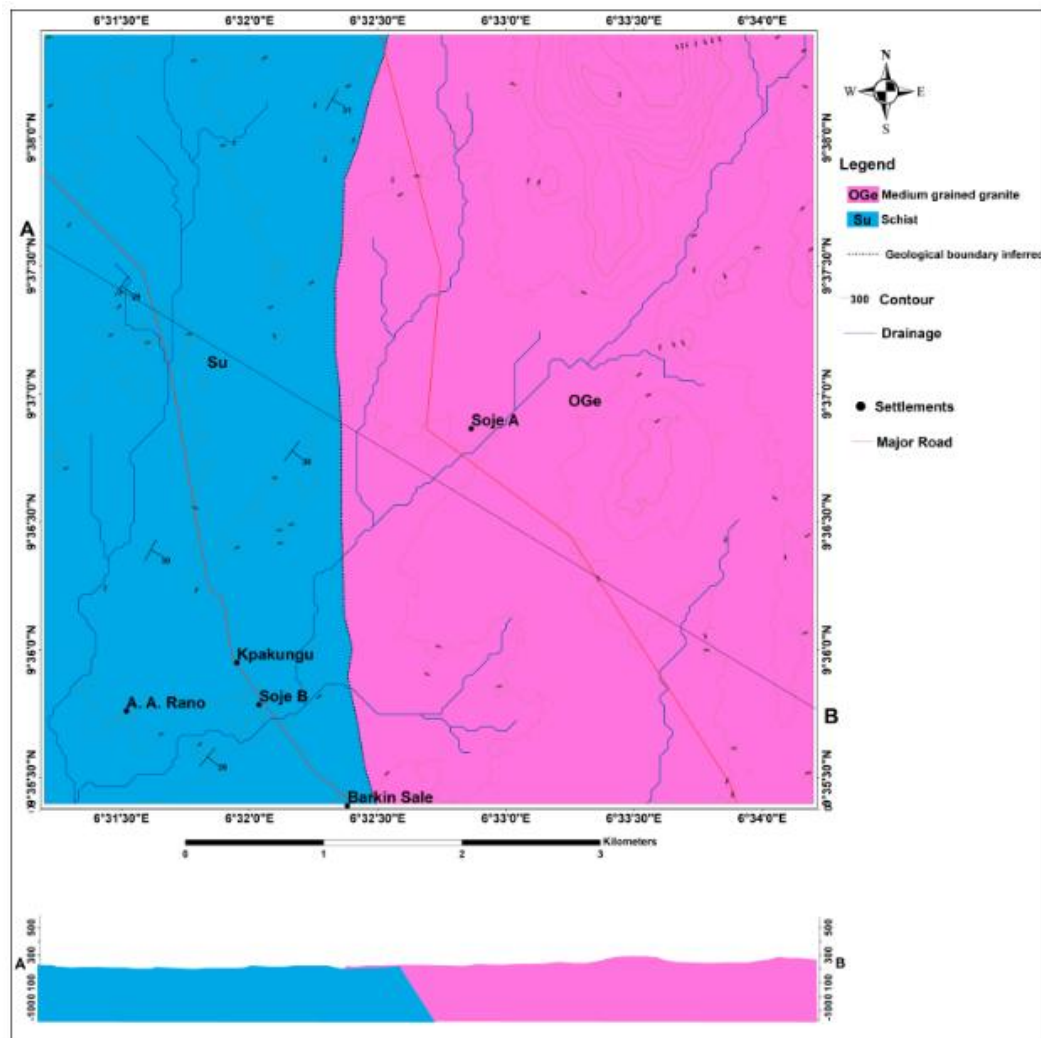 6°31'30"E 6°32'0"E 6°32'30"E 6°33'0"E 6°33'30"E 6°34'0"E
N
W E
S
9°38'0"N 9°38'0"N
Legend
OGe Medium grained granite
Su Schist
A
9°37'30"N 9°37'30"N
Geological boundary inferred
300 Contour
Drainage
Su
9°37'0"N 9°37'0"N
OGe
Settlements
Soje A
Major Road
9°36'30"N 9°36'30"N
9°36'0"N 9°36'0"N
Kpakungu
A. A. Rano
Soje B
B
9°35'30"N 9°35'30"N
Barkin Sale
6°31'30"E 6°32'0"E 6°32'30"E 6°33'0"E 6°33'30"E 6°34'0"E
Kilometers
0 1 2 3
500 500
A 300 300 B
100 100